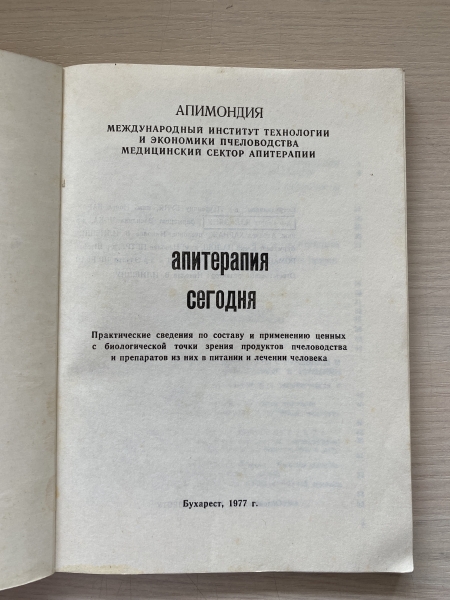 АПИМОНДИЯ
МЕЖДУНАРОДНЫЙ ИНСТИТУТ ТЕХНОЛОГИИ
И ЭКОНОМИКИ ПЧЕЛОВОДСТВА
МЕДИЦИНСКИЙ СЕКТОР АПИТЕРАПИИ
апитерапия
сегодня
Практические сведения по составу и применению ценных
с биологической точки зрения продуктов пчеловодства
и препаратов из них в питании и лечении человека
Бухарест, 1977 г.